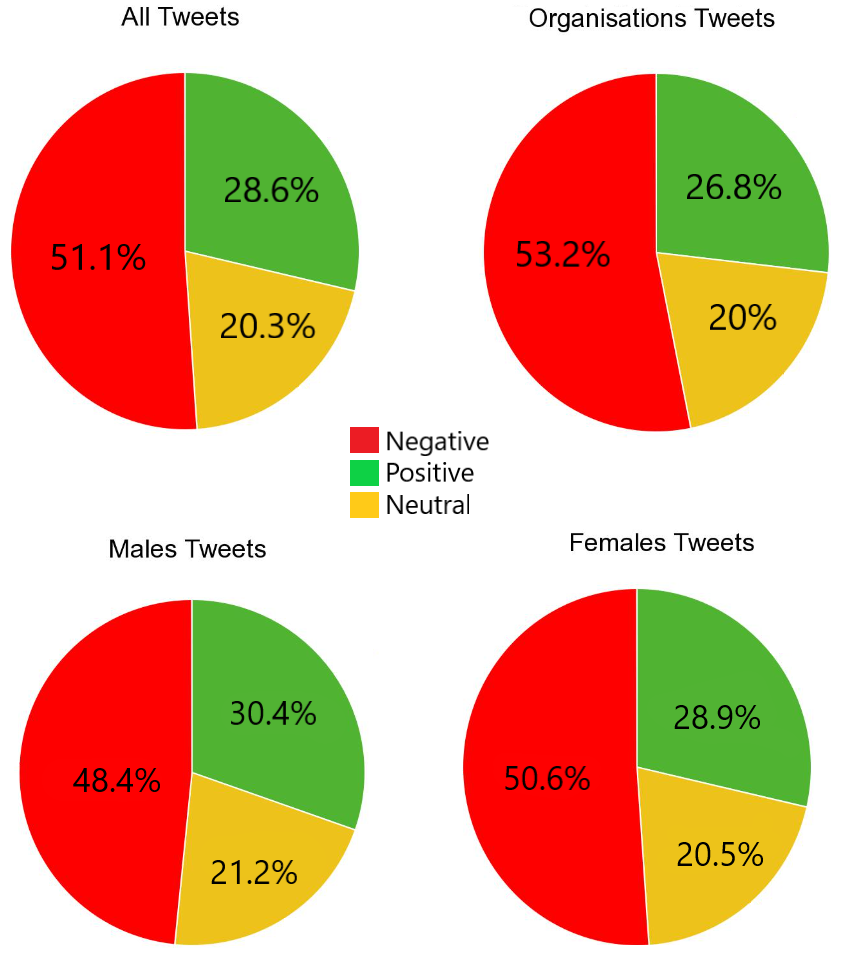 All Tweets
28.6%
51.1%
20.3%
Organisations Tweets
26.8%
53.2%
20%
Negative
Positive
Neutral
Males Tweets
30.4%
48.4%
21.2%
Females Tweets
28.9%
50.6%
20.5%